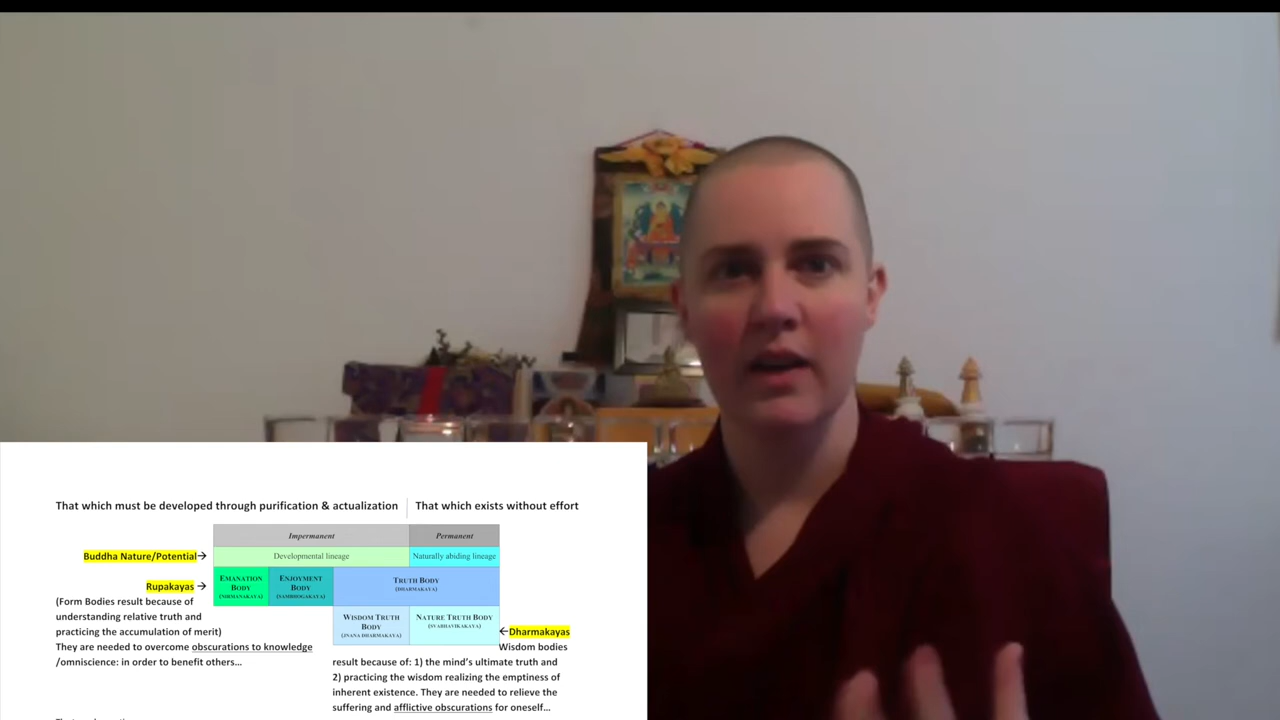 That which must be developed through purification & actualization
That which exists without effort
Impermanent
Permanent
Buddha Nature/Potential→
Developmental lineage
Naturally abiding lineage
Rupakayas →
EMANATION
BODY
(NIRMANAKAYA)
ENJOYMENT
BODY
(SAMBHOGAKAYA)
TRUTH BODY
(DHARMAKAYA)
(Form Bodies result because of
understanding relative truth and
practicing the accumulation of merit)
They are needed to overcome obscurations to knowledge
/omniscience: in order to benefit others…
WISDOM TRUTH
BODY
(JNANA DHARMAKAYA)
NATURE TRUTH BODY
(SVABHAVIKAKAYA)
←Dharmakayas
Wisdom bodies
result because of: 1) the mind's ultimate truth and
2) practicing the wisdom realizing the emptiness of
inherent existence. They are needed to relieve the
suffering and afflictive obscurations for oneself…